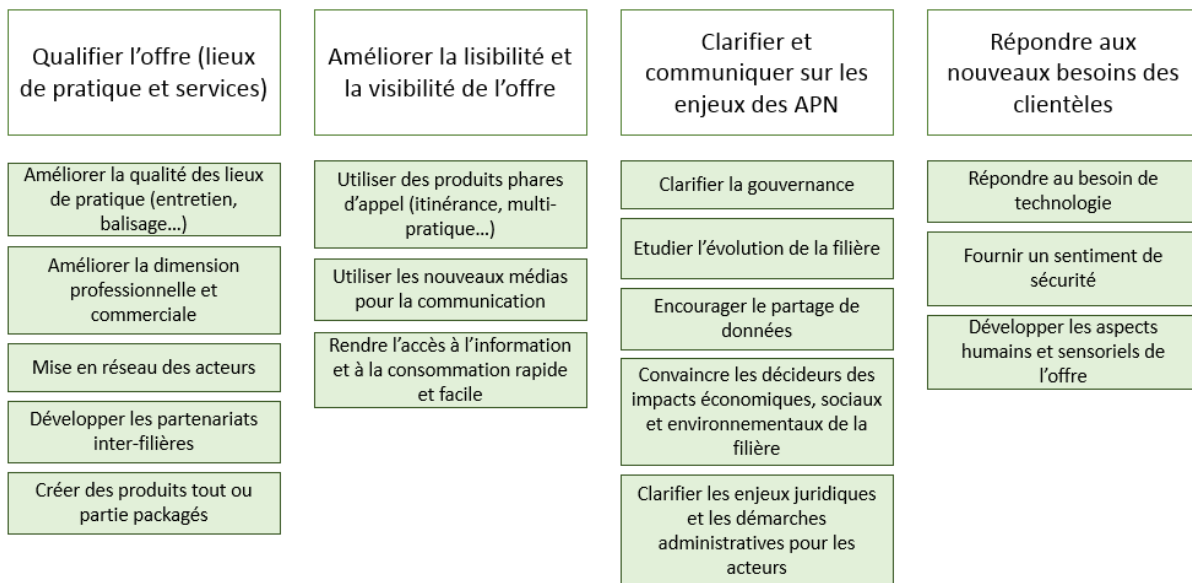 Qualifier l'offre (lieux
de pratique et services)
Améliorer la qualité des lieux
de pratique (entretien,
balisage…)
Améliorer la dimension
professionnelle et
commerciale
Mise en réseau des acteurs
Développer les partenariats
inter-filières
Créer des produits tout ou
partie packagés
Améliorer la lisibilité et
la visibilité de l'offre
Utiliser des produits phares
d'appel (itinérance, multi-
pratique…)
Utiliser les nouveaux médias
pour la communication
Rendre l'accès à l'information
et à la consommation rapide
et facile
Clarifier et
communiquer sur les
enjeux des APN
Clarifier la gouvernance
Etudier l'évolution de la filière
Encourager le partage de
données
Convaincre les décideurs des
impacts économiques, sociaux
et environnementaux de la
filière
Clarifier les enjeux juridiques
et les démarches
administratives pour les
acteurs
Répondre aux
nouveaux besoins des
clientèles
Répondre au besoin de
technologie
Fournir un sentiment de
sécurité
Développer les aspects
humains et sensoriels de
l'offre